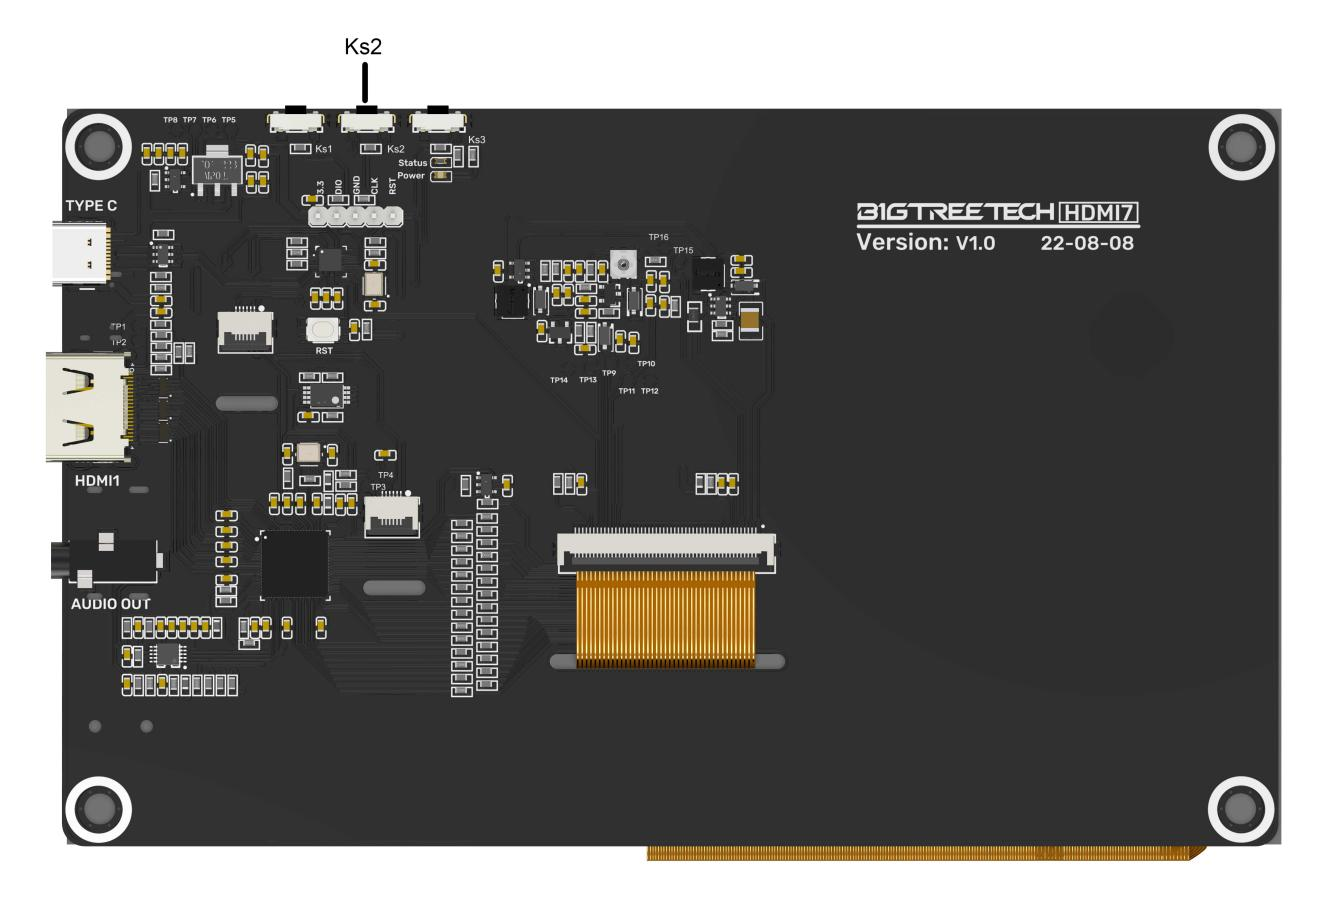 Ks2
TP8 TP7 TP6 TP5
Ks1
Ks2
Ks3
Status
Power
3.3
DIO
GND
CLK
RST
TYPE C
BIGTREETECH HDMI7
Version: V1.0 22-08-08
TP16
TP15
TP1
TP2
RST
TP10
TP14 TP13 TP9
TP11 TP12
HDMI1
TP4
TP3
AUDIO OUT